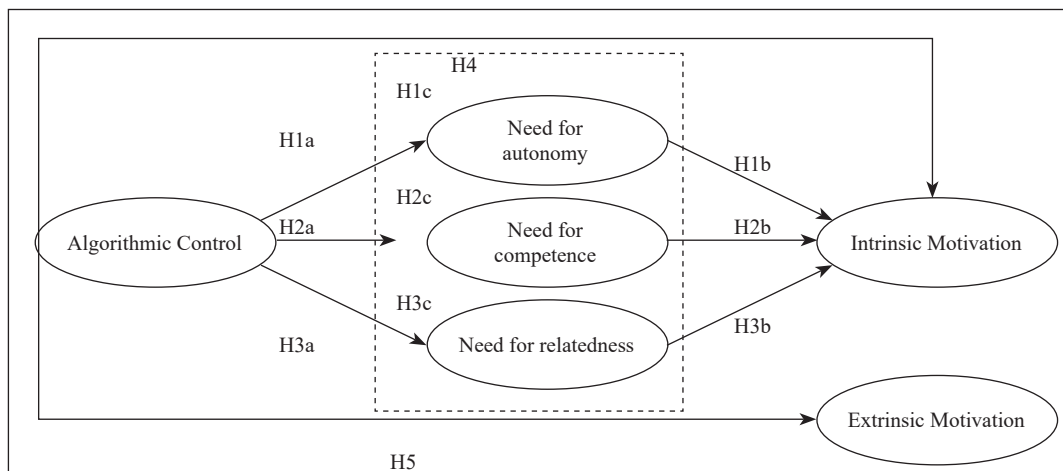 H4
H1c
Need for
autonomy
H1a
H1b
H2c
Algorithmic Control
H2a
Need for
competence
H2b
Intrinsic Motivation
H3c
H3a
Need for relatedness
H3b
Extrinsic Motivation
H5